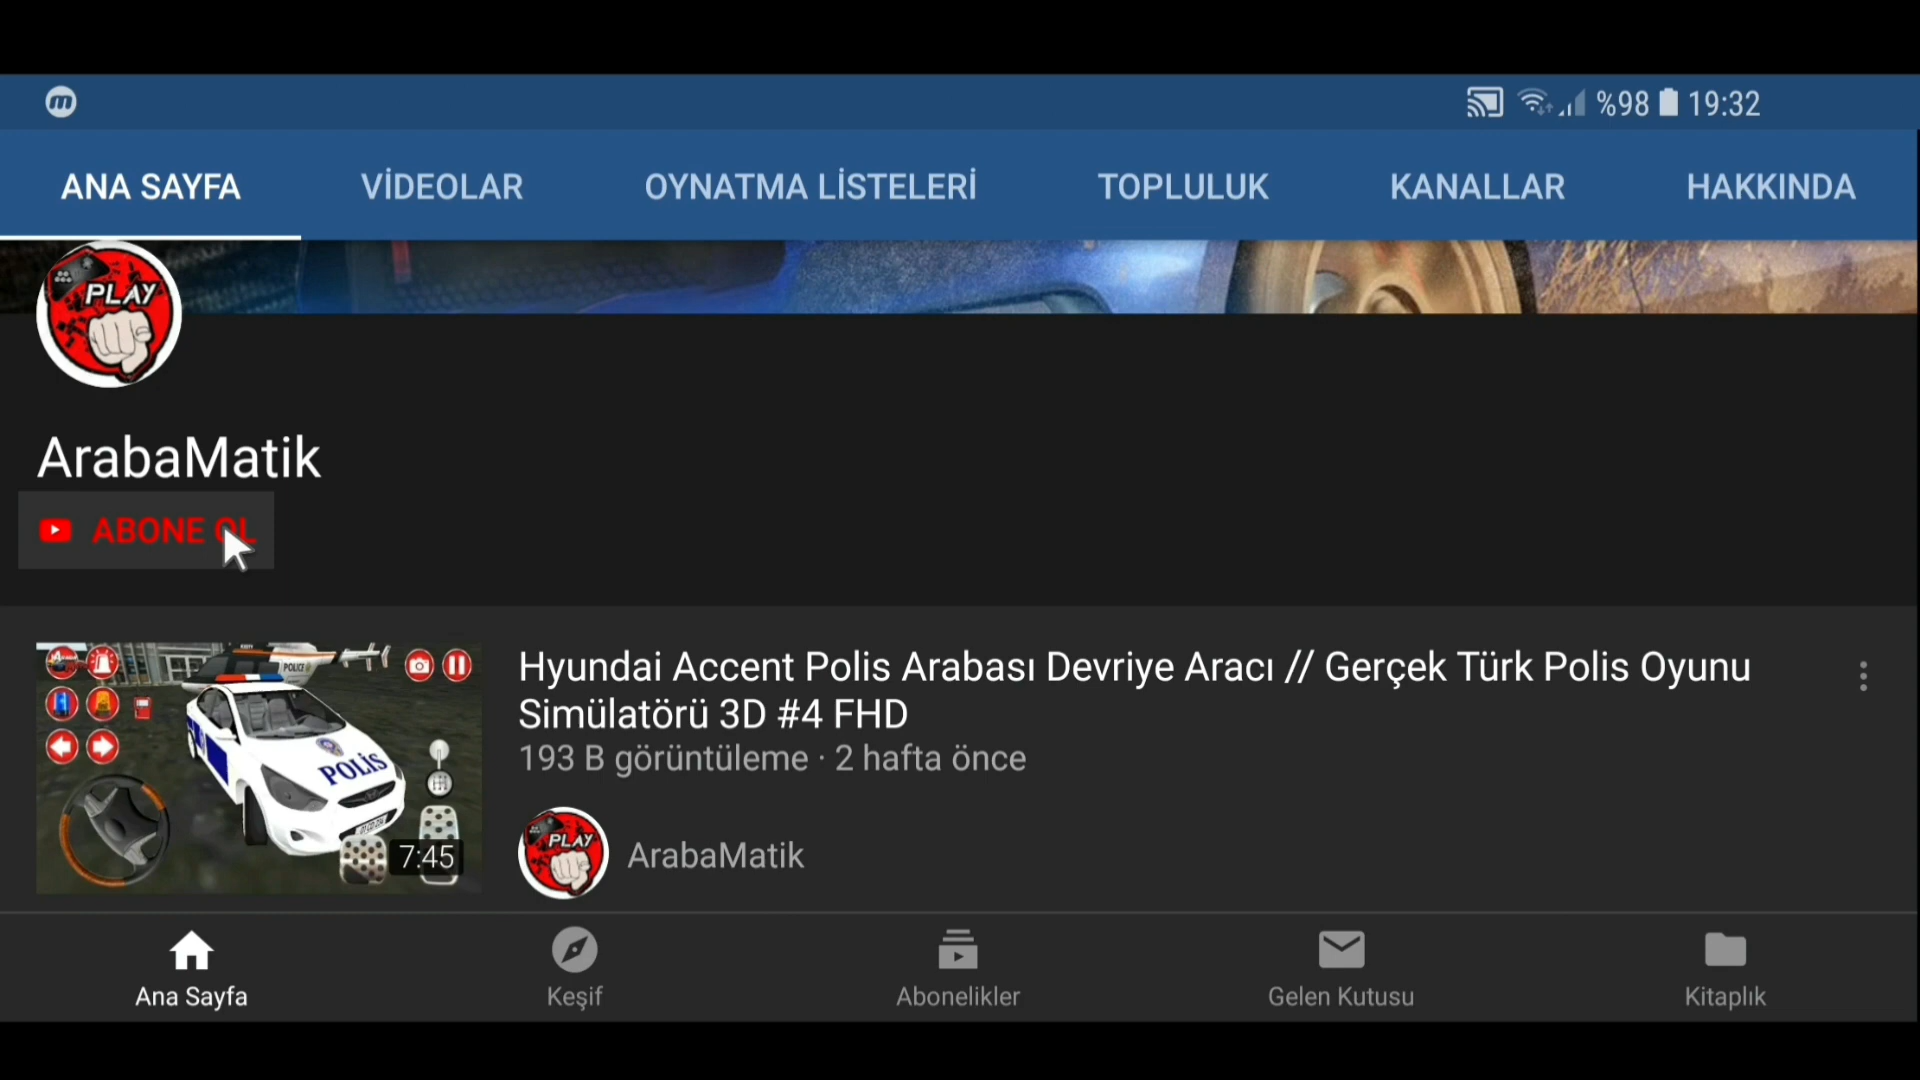 %98 19:32
ANA SAYFA VİDEOLAR OYNATMA LİSTELERİ TOPLULUK KANALLAR HAKKINDA
PLAY
ArabaMatik
ABONE OL
Hyundai Accent Polis Arabası Devriye Aracı // Gerçek Türk Polis Oyunu
Simülatörü 3D #4 FHD
193 B görüntüleme · 2 hafta önce
POLICE
POLİS
7:45
PLAY
ArabaMatik
Ana Sayfa Keşif Abonelikler Gelen Kutusu Kitaplık